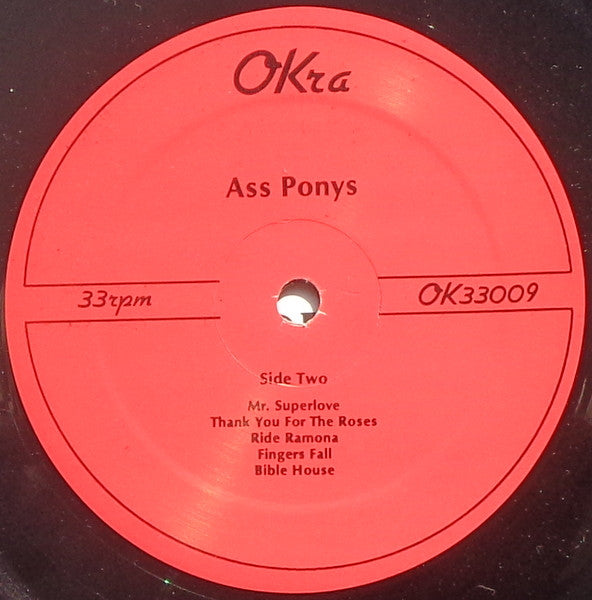 OKra
Ass Ponys
33rpm
OK33009
Side Two
Mr. Superlove
Thank You For The Roses
Ride Ramona
Fingers Fall
Bible House